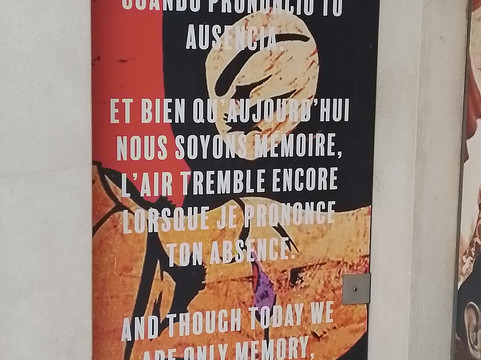 CUANDO PRONUNCIO TU
AUSENCIA.
ET BIEN QU'AUJOURD'HUI
NOUS SOYONS MEMOIRE,
L'AIR TREMBLE ENCORE
LORSQUE JE PRONONCE
TON ABSENCE.
AND THOUGH TODAY WE
ARE ONLY MEMORY,